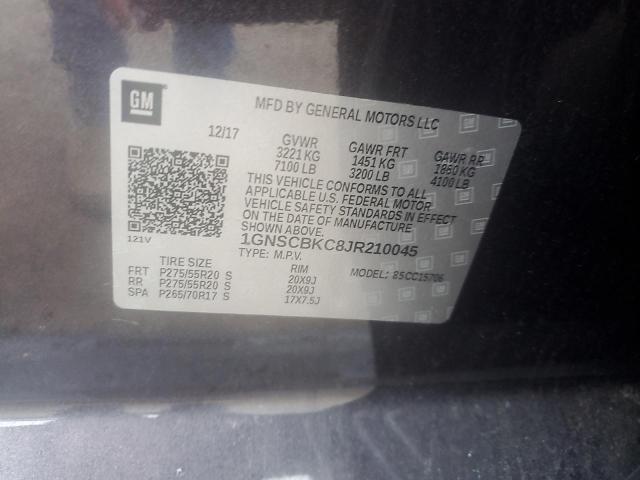 GM
MFD BY GENERAL MOTORS LLC
12/17 GVWR GAWR FRT GAWR RR
3221 KG 1451 KG 1860 KG
7100 LB 3200 LB 4100 LB
THIS VEHICLE CONFORMS TO ALL
APPLICABLE U.S. FEDERAL MOTOR
VEHICLE SAFETY STANDARDS IN EFFECT
ON THE DATE OF MANUFACTURE
SHOWN ABOVE.
121V
1GNSCBKC8JR210045
TYPE: M.P.V.
TIRE SIZE RIM MODEL: 85CC15706
FRT P275/55R20 S 20X9J
RR P275/55R20 S 20X9J
SPA P265/70R17 S 17X7.5J